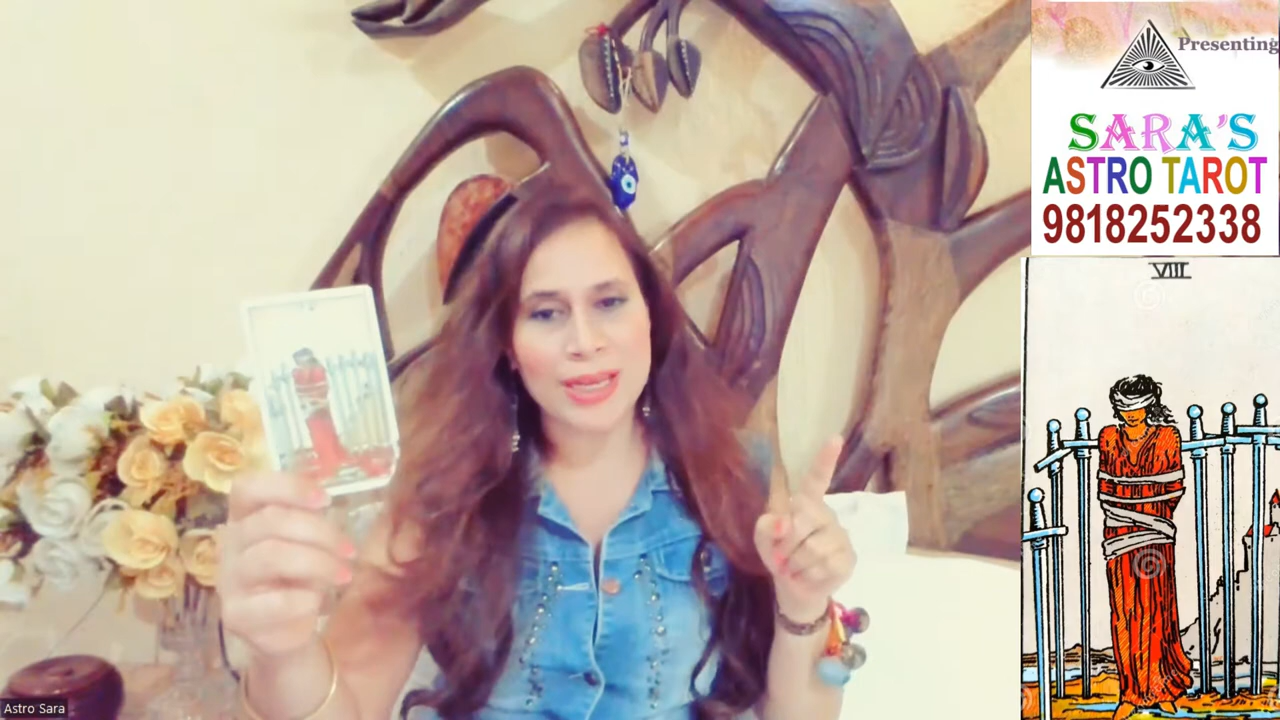 Presenting
SARA'S
ASTRO TAROT
9818252338
VIII
Astro Sara